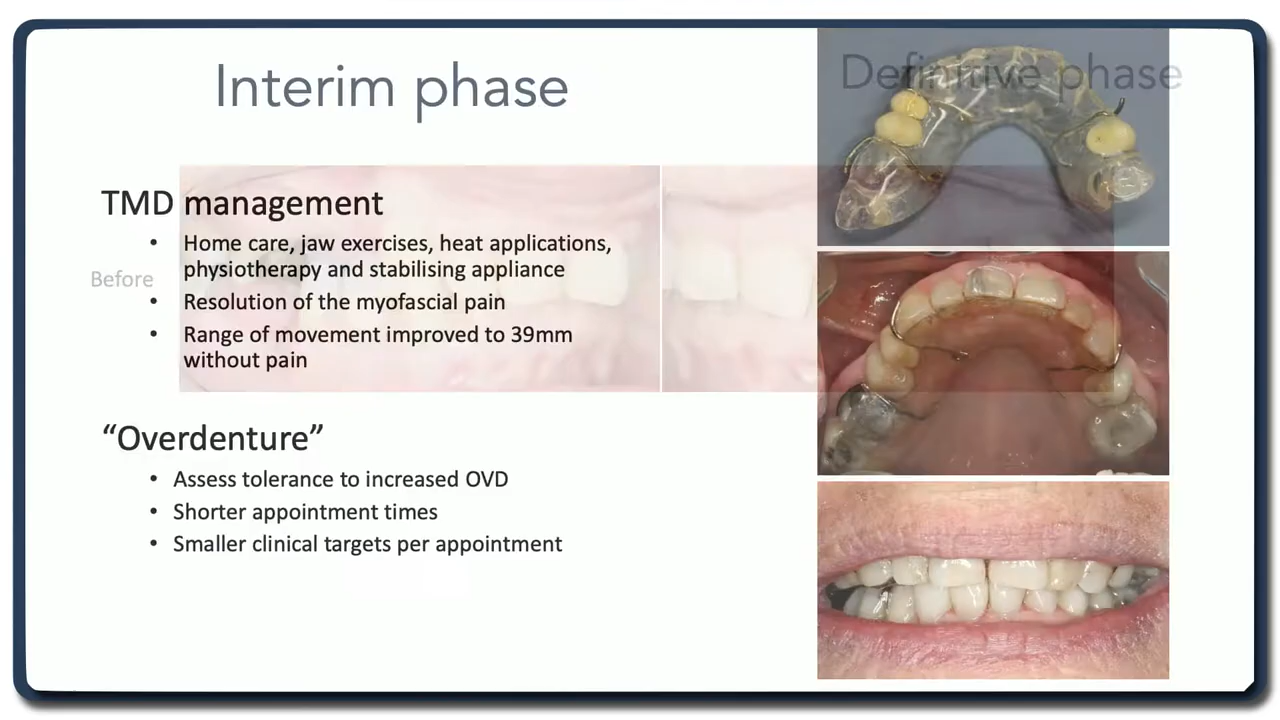 Interim phase
Definitive phase
TMD management
• Home care, jaw exercises, heat applications,
physiotherapy and stabilising appliance
Before
• Resolution of the myofascial pain
• Range of movement improved to 39mm
without pain
“Overdenture”
• Assess tolerance to increased OVD
• Shorter appointment times
• Smaller clinical targets per appointment